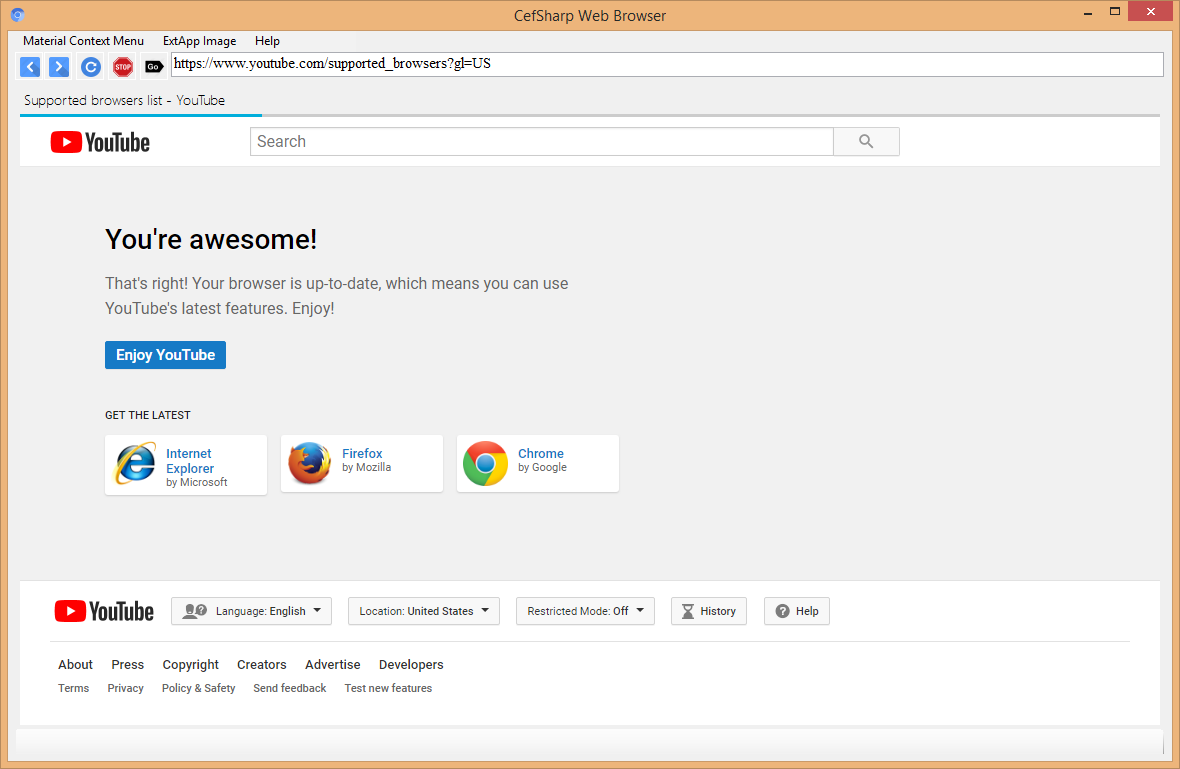 CefSharp Web Browser
Material Context Menu ExtApp Image Help
STOP Go https://www.youtube.com/supported_browsers?gl=US
Supported browsers list - YouTube
YouTube Search
You're awesome!
That's right! Your browser is up-to-date, which means you can use
YouTube's latest features. Enjoy!
Enjoy YouTube
GET THE LATEST
Internet
Explorer
by Microsoft
Firefox
by Mozilla
Chrome
by Google
YouTube Language: English Location: United States Restricted Mode: Off History Help
About Press Copyright Creators Advertise Developers
Terms Privacy Policy & Safety Send feedback Test new features